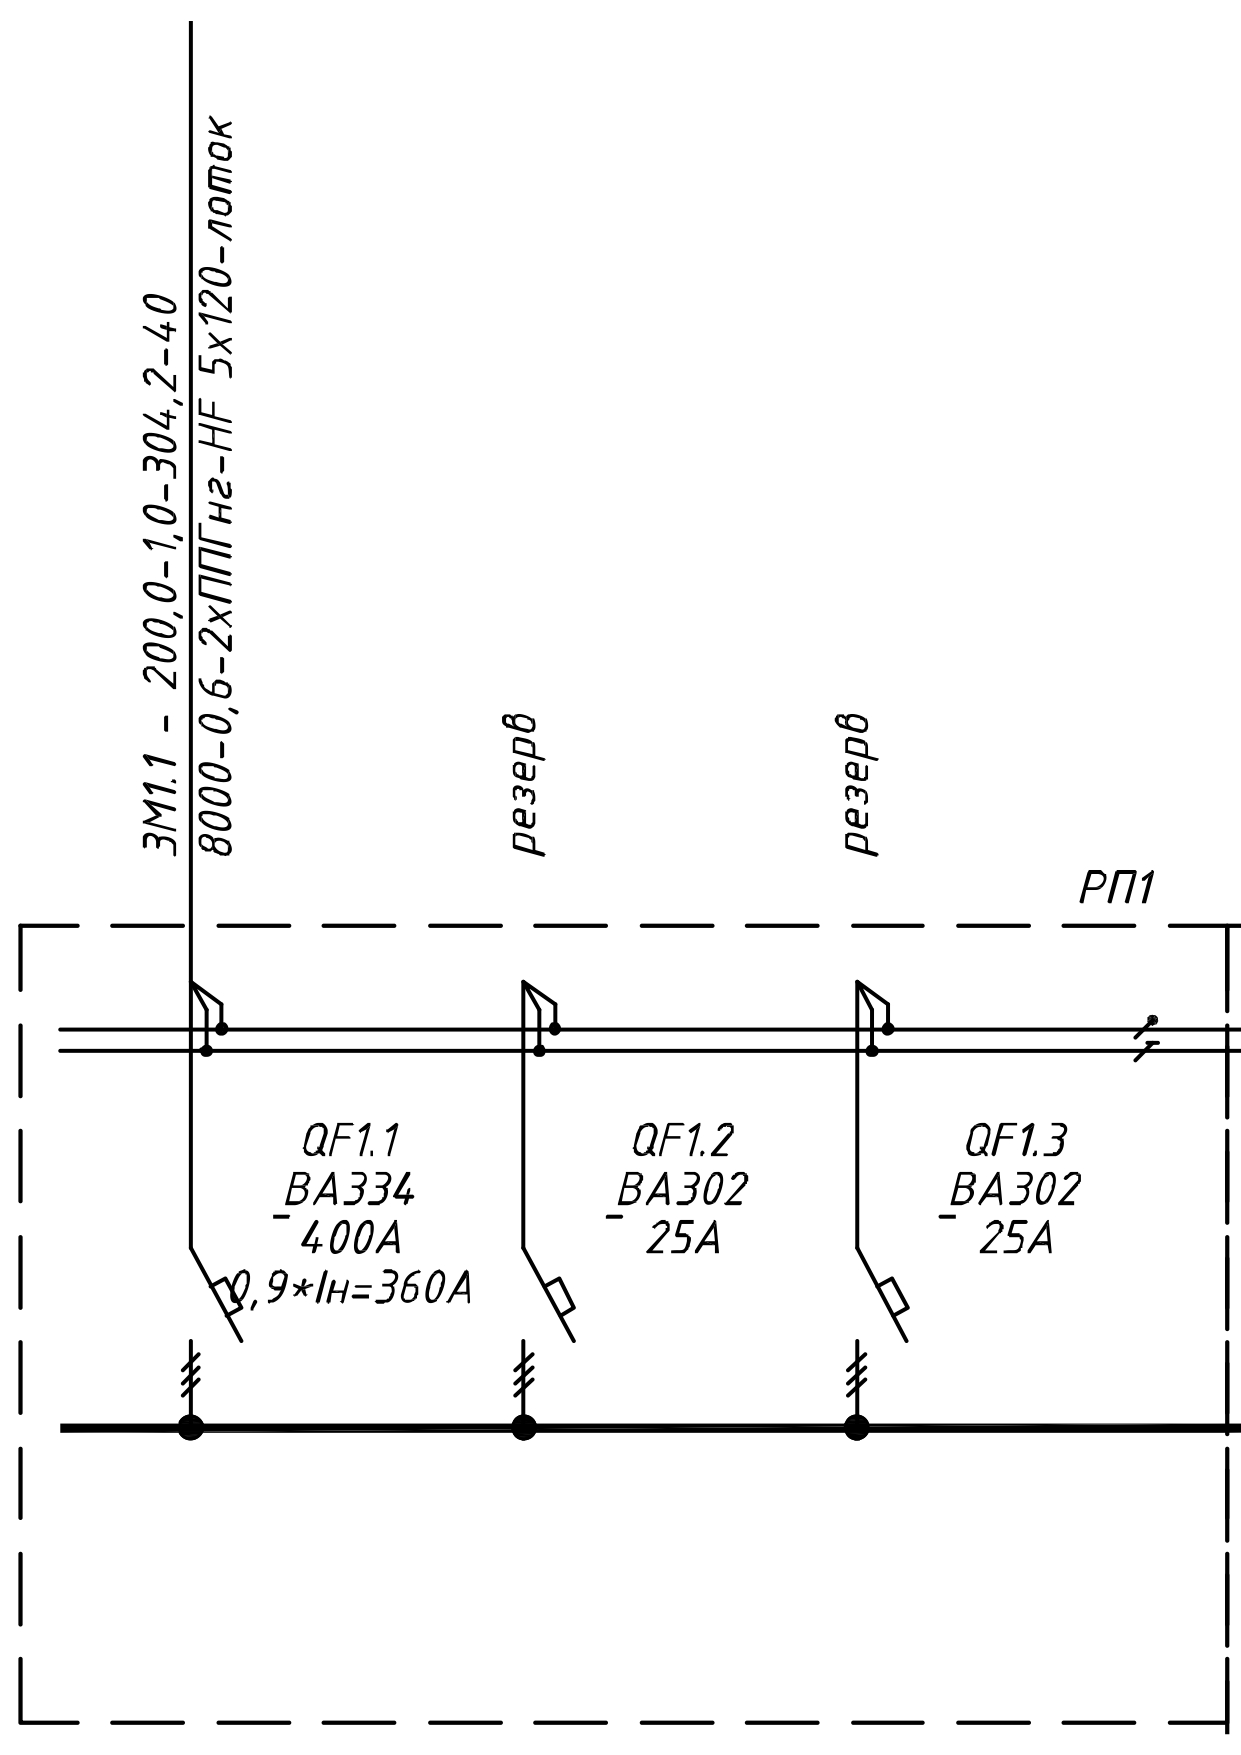 3М1.1 - 200,0-1,0-304,2-40
8000-0,6-2хППГнг-HF 5х120-лоток
резерв
резерв
РП1
QF1.1
ВА334
400А
0,9*Iн=360А
QF1.2
ВА302
25А
QF1.3
ВА302
25А